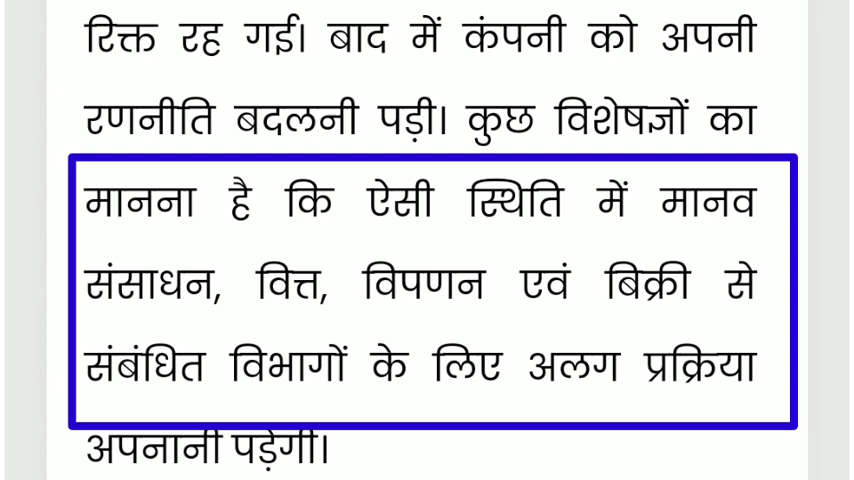 रिक्त रह गई। बाद में कंपनी को अपनी
रणनीति बदलनी पड़ी। कुछ विशेषज्ञों का
मानना है कि ऐसी स्थिति में मानव
संसाधन, वित्त, विपणन एवं बिक्री से
संबंधित विभागों के लिए अलग प्रक्रिया
अपनानी पड़ेगी।